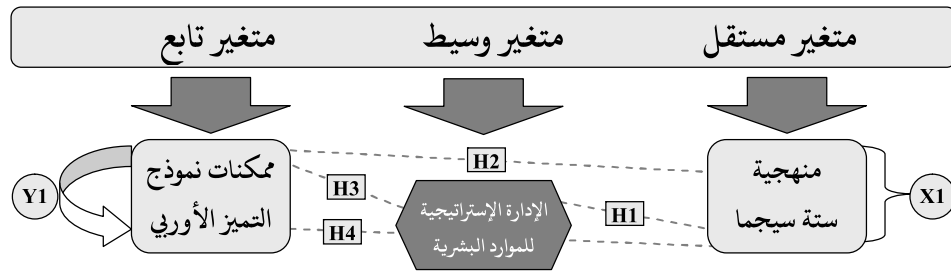 متغير مستقل
متغير وسيط
متغير تابع
منهجية
ستة سيجما
X1
H2
H1
H3
H4
الإدارة الإستراتيجية
للموارد البشرية
ممكنات نموذج
التميز الأوربي
Y1